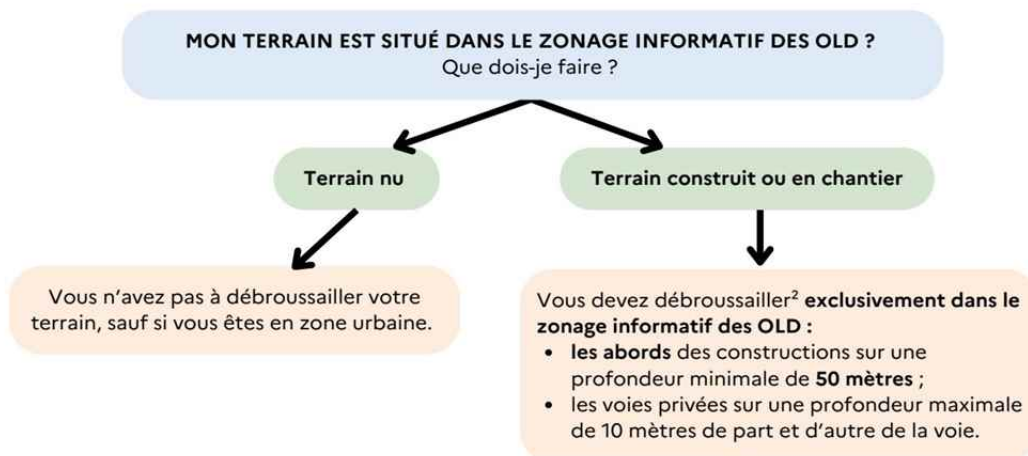 MON TERRAIN EST SITUÉ DANS LE ZONAGE INFORMATIF DES OLD ?
Que dois-je faire ?
Terrain nu
Terrain construit ou en chantier
Vous n'avez pas à débroussailler votre
terrain, sauf si vous êtes en zone urbaine.
Vous devez débroussailler² exclusivement dans le
zonage informatif des OLD :
• les abords des constructions sur une
profondeur minimale de 50 mètres ;
• les voies privées sur une profondeur maximale
de 10 mètres de part et d'autre de la voie.